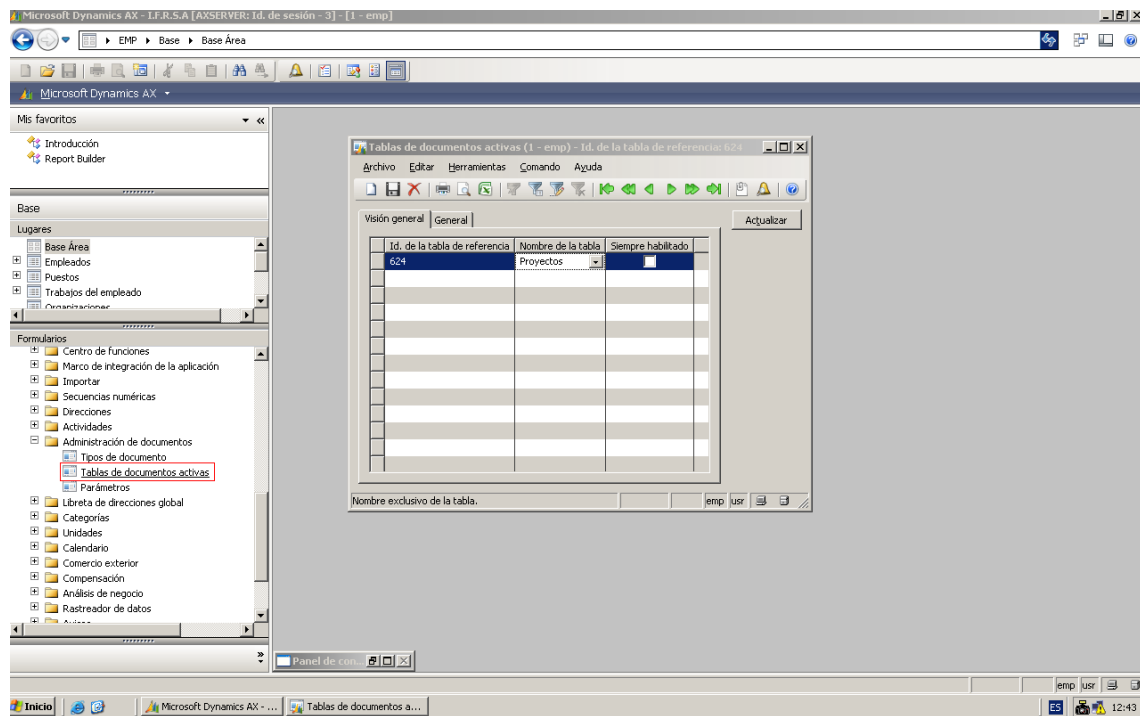 Microsoft Dynamics AX - I.F.R.S.A [AXSERVER: Id. de sesión - 3] - [1 - emp]
EMP ▸ Base ▸ Base Área
Microsoft Dynamics AX
Mis favoritos
Introducción
Report Builder
Base
Lugares
Base Área
Empleados
Puestos
Trabajos del empleado
Organizaciones
Formularios
Centro de funciones
Marco de integración de la aplicación
Importar
Secuencias numéricas
Direcciones
Actividades
Administración de documentos
Tipos de documento
Tablas de documentos activas
Parámetros
Libreta de direcciones global
Categorías
Unidades
Calendario
Comercio exterior
Compensación
Análisis de negocio
Rastreador de datos
Tablas de documentos activas (1 - emp) - Id. de la tabla de referencia: 624
Archivo Editar Herramientas Comando Ayuda
Visión general General Actualizar
Id. de la tabla de referencia Nombre de la tabla Siempre habilitado
624 Proyectos
Nombre exclusivo de la tabla. emp usr
Panel de con...
emp usr
Inicio Microsoft Dynamics AX - ... Tablas de documentos a... ES 12:43